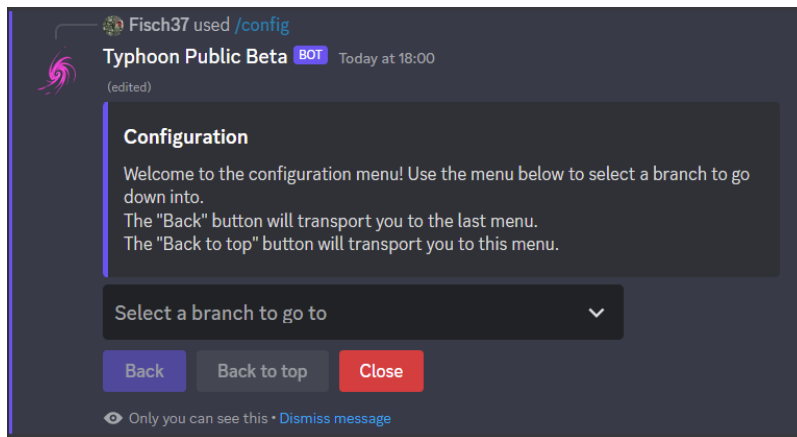 Fisch37 used /config
Typhoon Public Beta BOT Today at 18:00
(edited)
Configuration
Welcome to the configuration menu! Use the menu below to select a branch to go
down into.
The "Back" button will transport you to the last menu.
The "Back to top" button will transport you to this menu.
Select a branch to go to
Back Back to top Close
Only you can see this • Dismiss message